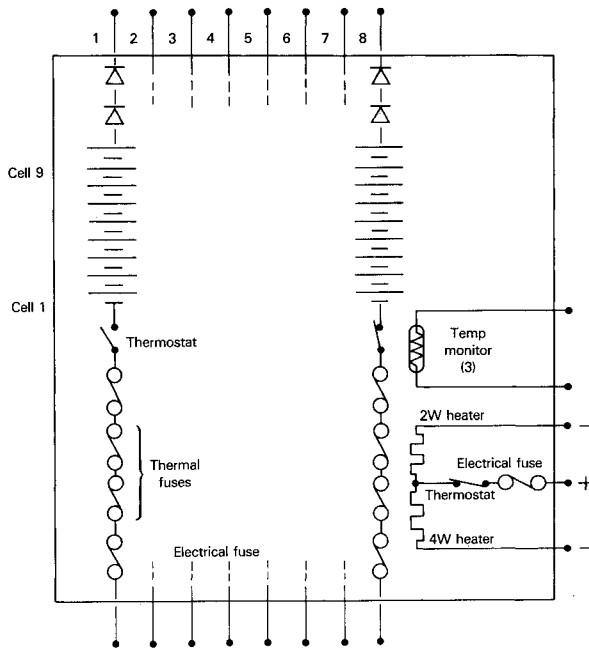 1 2 3 4 5 6 7 8
Cell 9
Cell 1
Thermostat
Temp
monitor
(3)
2W heater
Thermal
fuses
Electrical fuse
Thermostat
4W heater
Electrical fuse
−
+
−